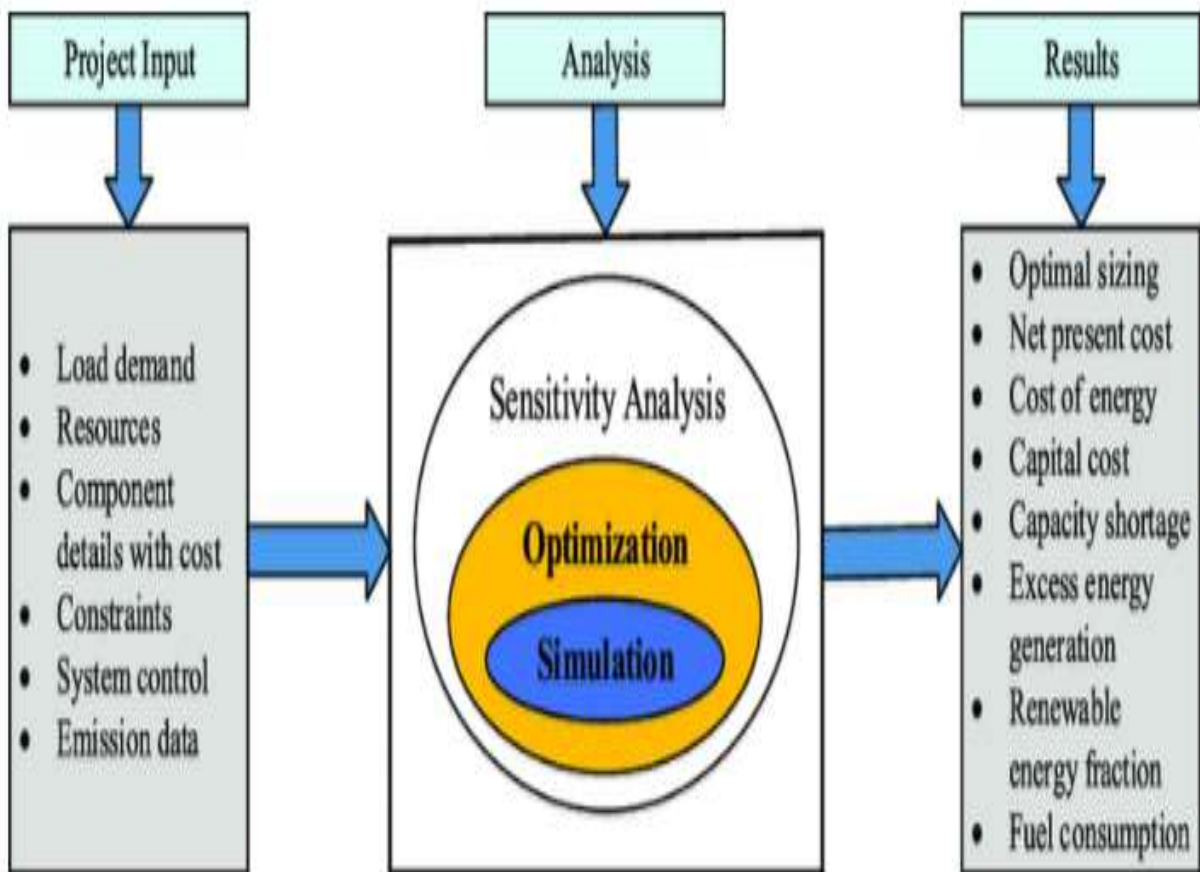 Project Input
Analysis
Results
• Load demand
• Resources
• Component
details with cost
• Constraints
• System control
• Emission data
Sensitivity Analysis
Optimization
Simulation
• Optimal sizing
• Net present cost
• Cost of energy
• Capital cost
• Capacity shortage
• Excess energy
generation
• Renewable
energy fraction
• Fuel consumption